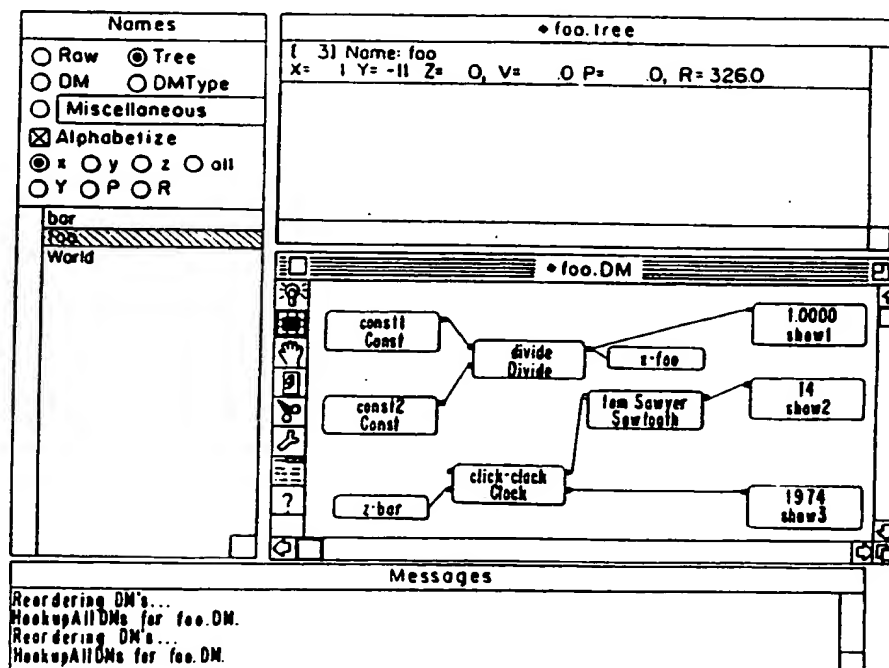 Names
Raw Tree
DM DMType
Miscellaneous
Alphabetize
x y z all
Y P R
bar
foo
World
foo.tree
[ 3] Name: foo
X= 1 Y= -11 Z= 0, V= .0 P= .0, R= 326.0
foo.DM
const1
Const
const2
Const
z-bar
divide
Divide
click-clack
Clock
x-foo
Tom Sawyer
Sawtooth
1.0000
show1
14
show2
1974
show3
?
Messages
Reordering DM's...
HookupAllDMs for foo.DM.
Reordering DM's...
HookupAllDMs for foo.DM.